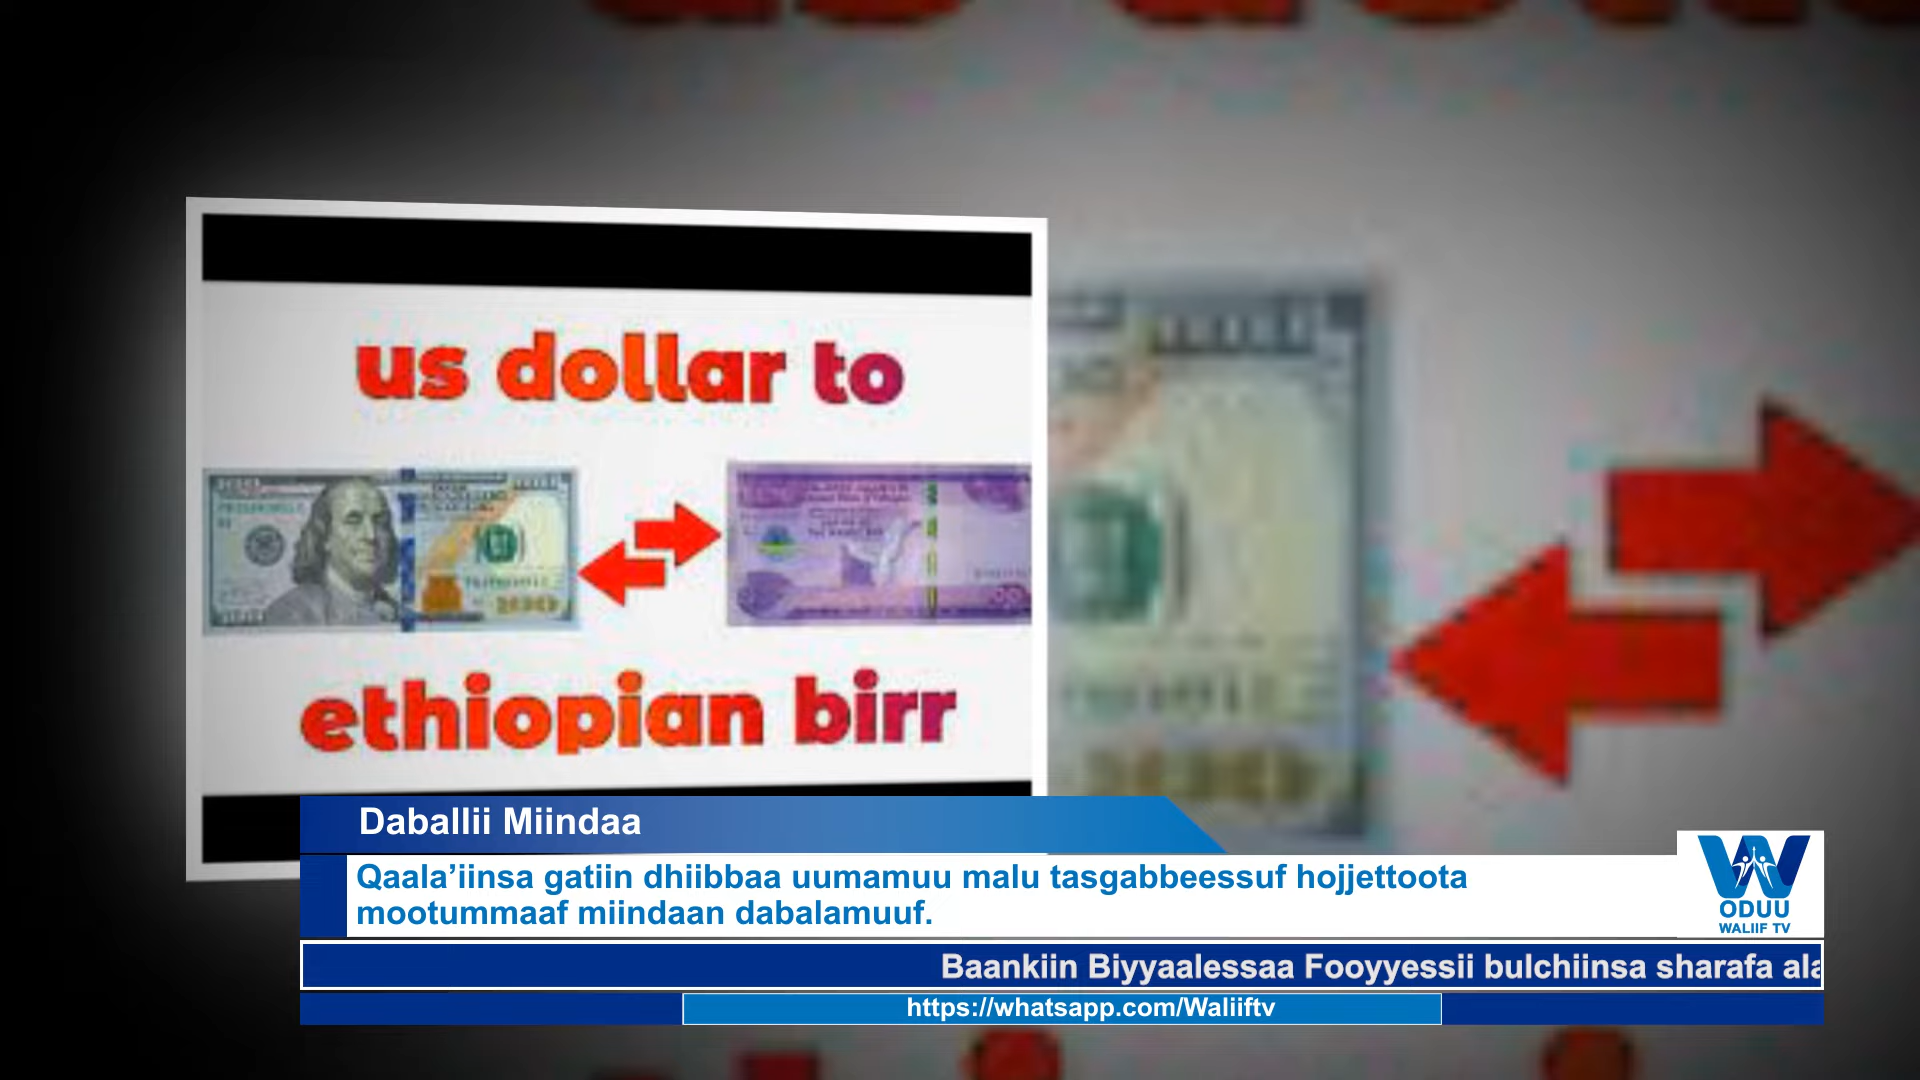 us dollar to
ethiopian birr
Daballii Miindaa
Qaala’iinsa gatiin dhiibbaa uumamuu malu tasgabbeessuf hojjettoota
mootummaaf miindaan dabalamuuf.
ODUU
WALIIF TV
Baankiin Biyyaalessaa Fooyyessii bulchiinsa sharafa ala
https://whatsapp.com/Waliiftv